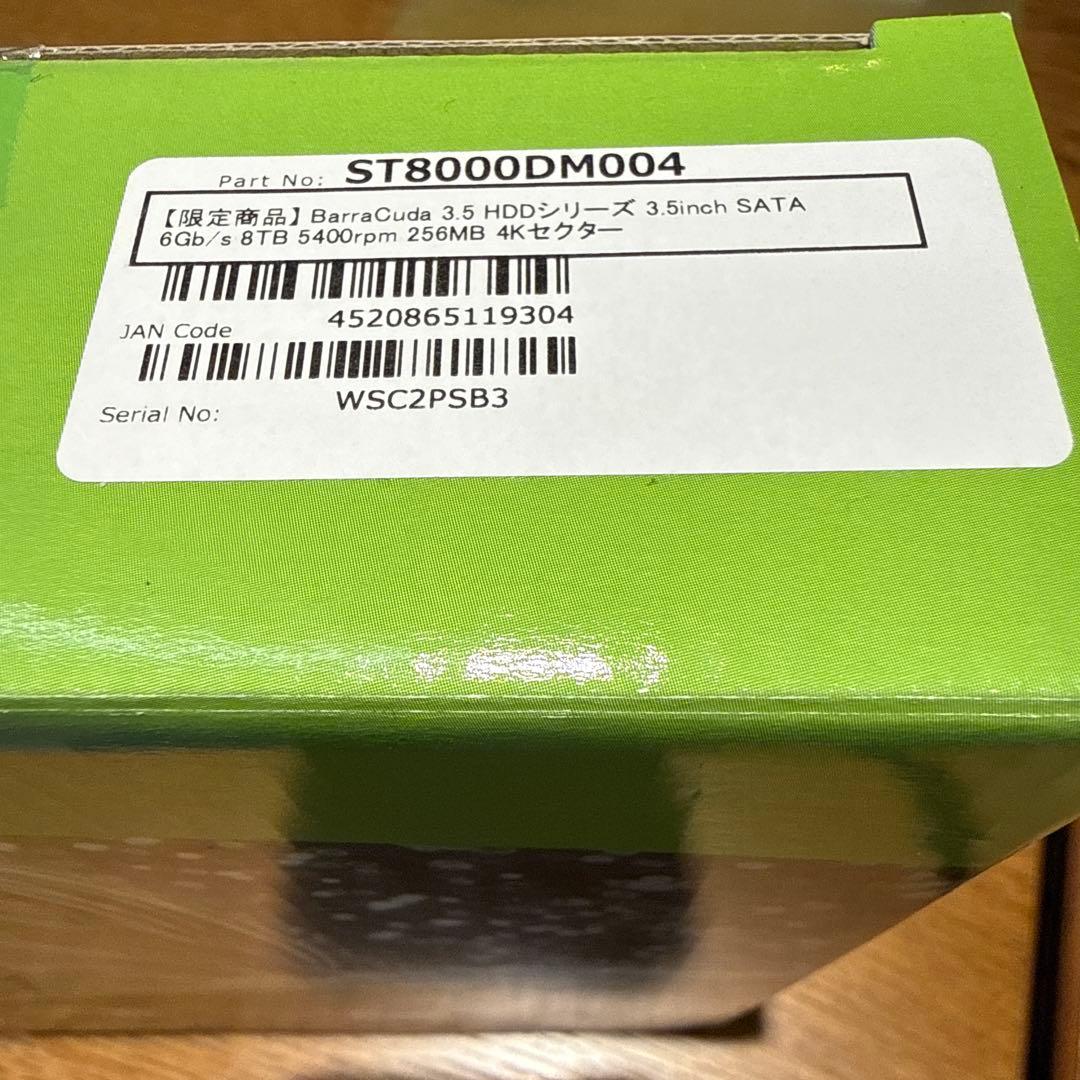 Part No: ST8000DM004
【限定商品】BarraCuda 3.5 HDDシリーズ 3.5inch SATA
6Gb/s 8TB 5400rpm 256MB 4Kセクター
4520865119304
JAN Code
WSC2PSB3
Serial No: